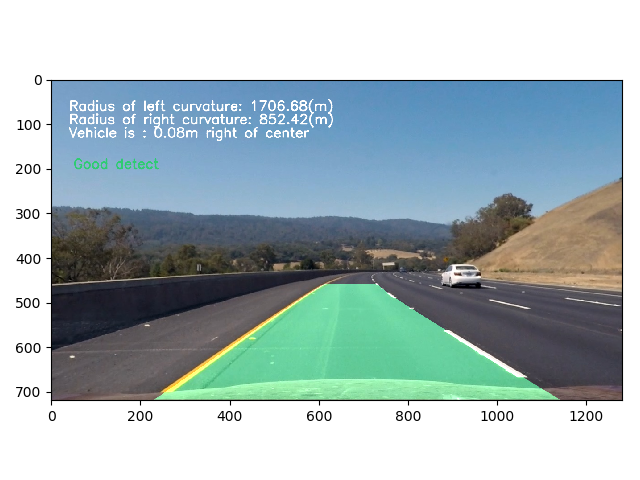 0
100
Radius of left curvature: 1706.68(m)
Radius of right curvature: 852.42(m)
Vehicle is : 0.08m right of center
Good detect
200
300
400
500
600
700
0 200 400 600 800 1000 1200